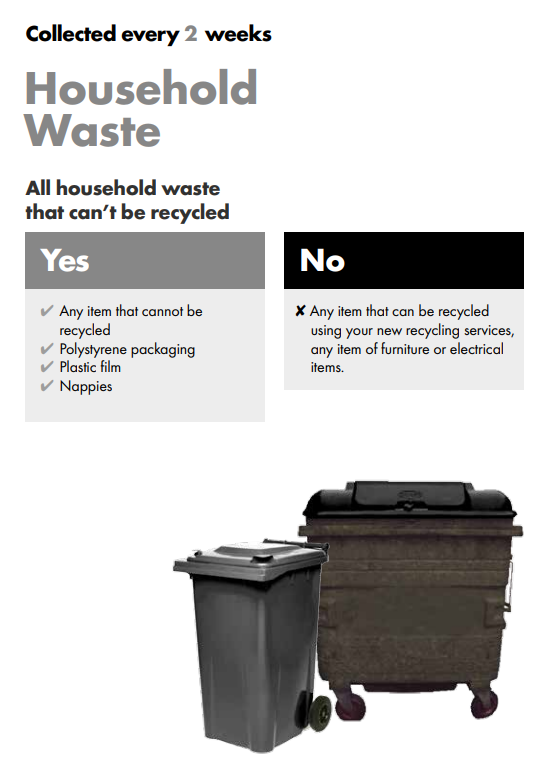 Collected every 2 weeks
Household
Waste
All household waste
that can't be recycled
Yes
✔ Any item that cannot be
recycled
✔ Polystyrene packaging
✔ Plastic film
✔ Nappies
No
✘ Any item that can be recycled
using your new recycling services,
any item of furniture or electrical
items.